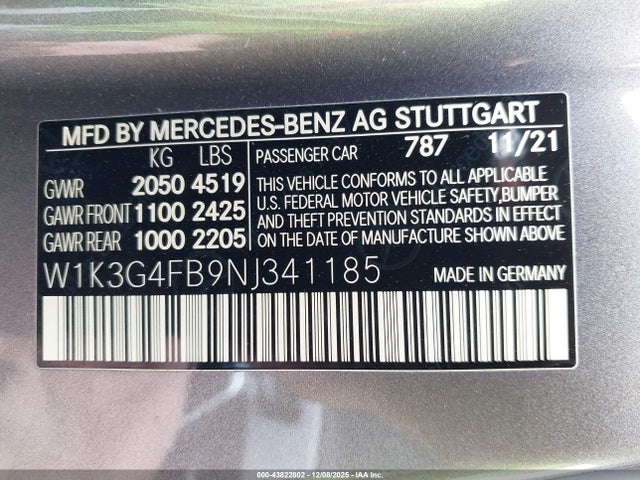 MFD BY MERCEDES-BENZ AG STUTTGART
KG LBS
GVWR 2050 4519
GAWR FRONT 1100 2425
GAWR REAR 1000 2205
PASSENGER CAR 787 11/21
THIS VEHICLE CONFORMS TO ALL APPLICABLE
U.S. FEDERAL MOTOR VEHICLE SAFETY,BUMPER
AND THEFT PREVENTION STANDARDS IN EFFECT
ON THE DATE OF MANUFACTURE SHOWN ABOVE.
W1K3G4FB9NJ341185 MADE IN GERMANY
000-43822802 - 12/08/2025 - IAA Inc.